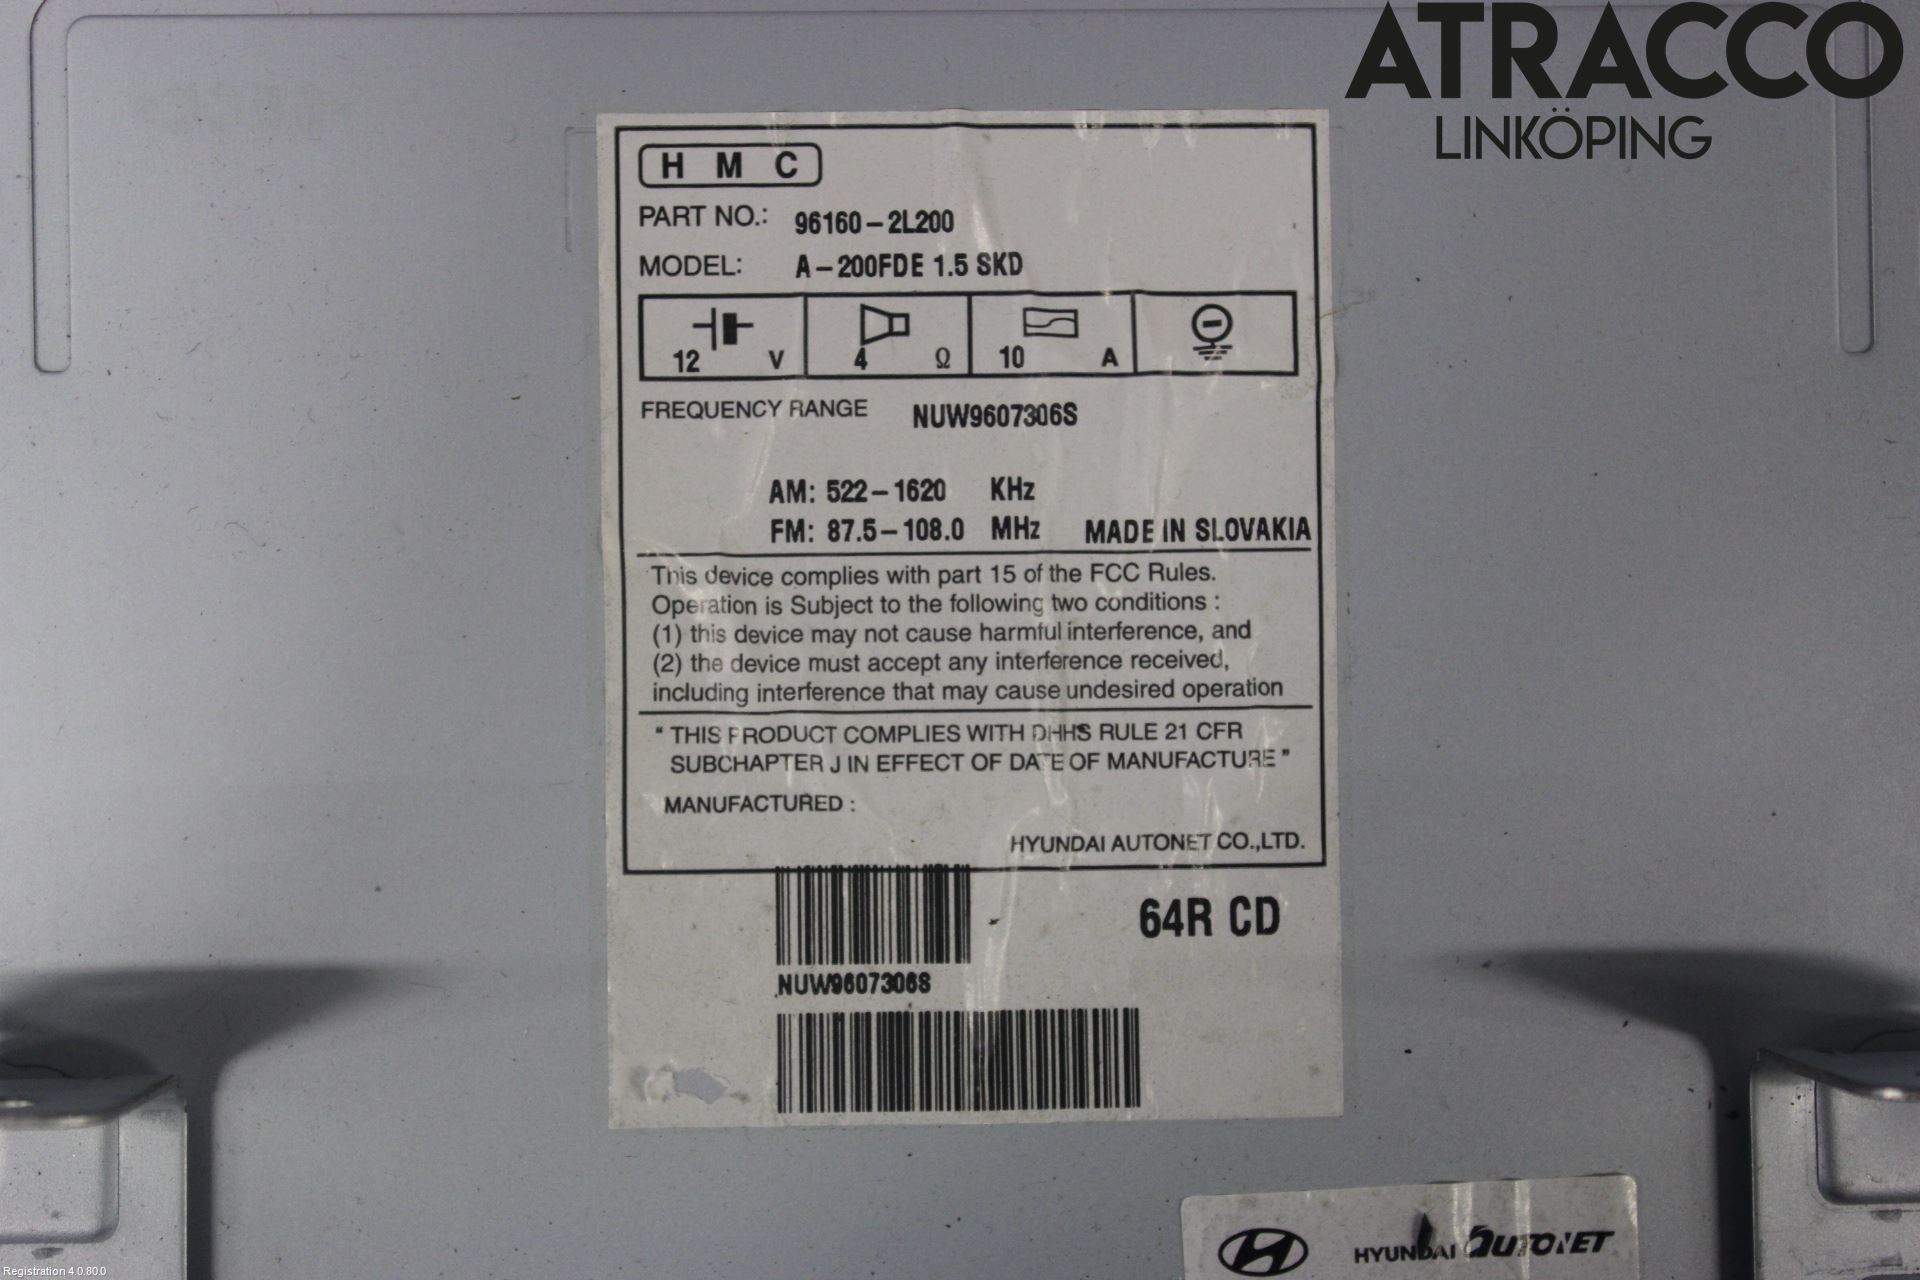 ATRACCO
LINKÖPING
H M C
PART NO.: 96160-2L200
MODEL: A-200FDE 1.5 SKD
12 V 4 Ω 10 A
FREQUENCY RANGE NUW9607306S
AM: 522-1620 KHz
FM: 87.5-108.0 MHz MADE IN SLOVAKIA
This device complies with part 15 of the FCC Rules.
Operation is Subject to the following two conditions :
(1) this device may not cause harmful interference, and
(2) the device must accept any interference received,
including interference that may cause undesired operation
" THIS PRODUCT COMPLIES WITH DHHS RULE 21 CFR
SUBCHAPTER J IN EFFECT OF DATE OF MANUFACTURE "
MANUFACTURED :
HYUNDAI AUTONET CO.,LTD.
64R CD
NUW9607306S
HYUNDAI AUTONET
Registration 4.0.80.0